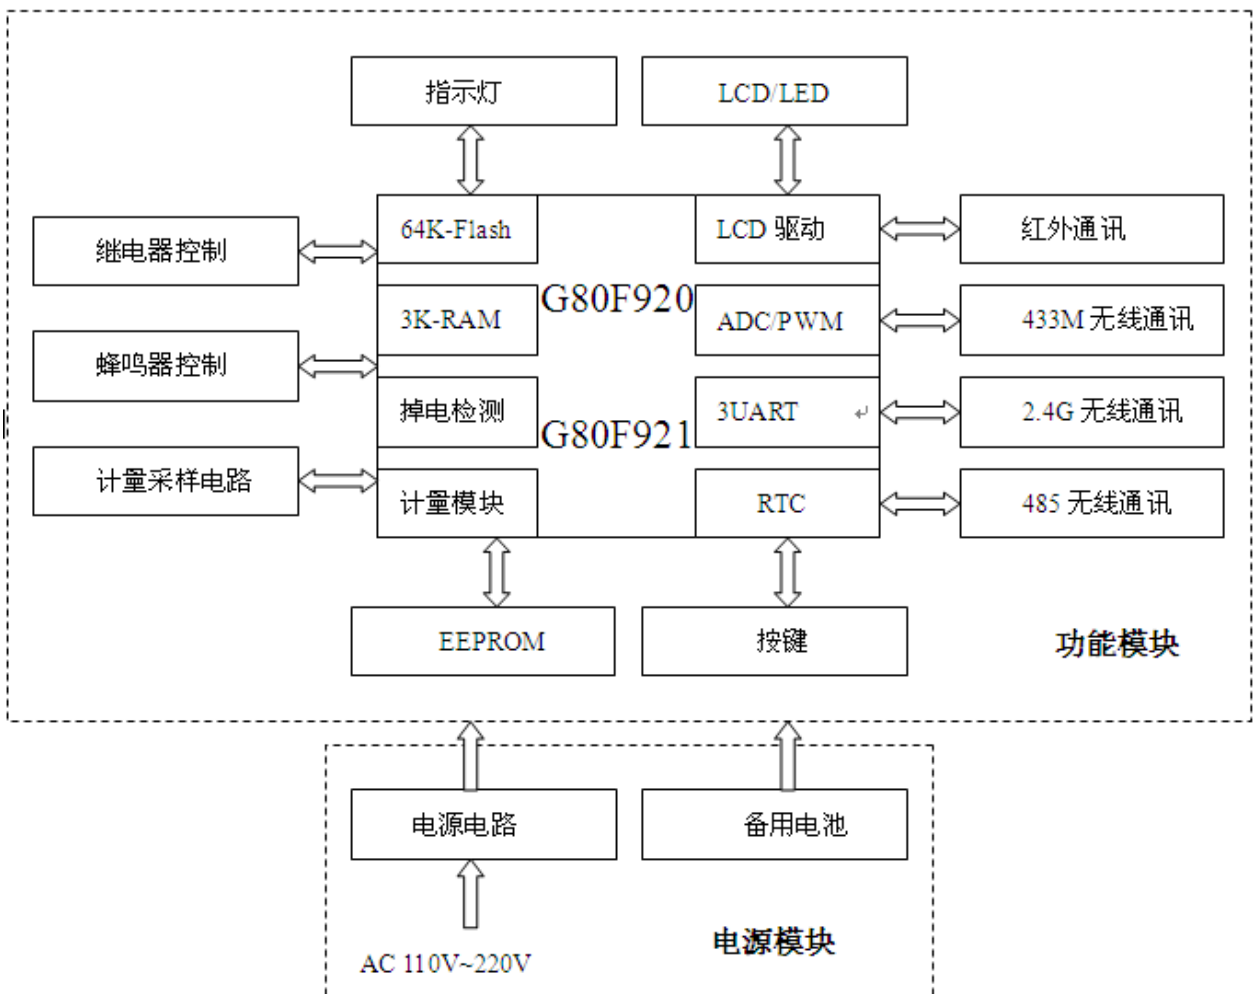 指示灯
LCD/LED
64K-Flash
LCD 驱动
继电器控制
红外通讯
G80F920
3K-RAM
ADC/PWM
433M 无线通讯
蜂鸣器控制
掉电检测
3UART
2.4G 无线通讯
G80F921
计量采样电路
计量模块
RTC
485 无线通讯
EEPROM
按键
功能模块
电源电路
备用电池
电源模块
AC 110V~220V